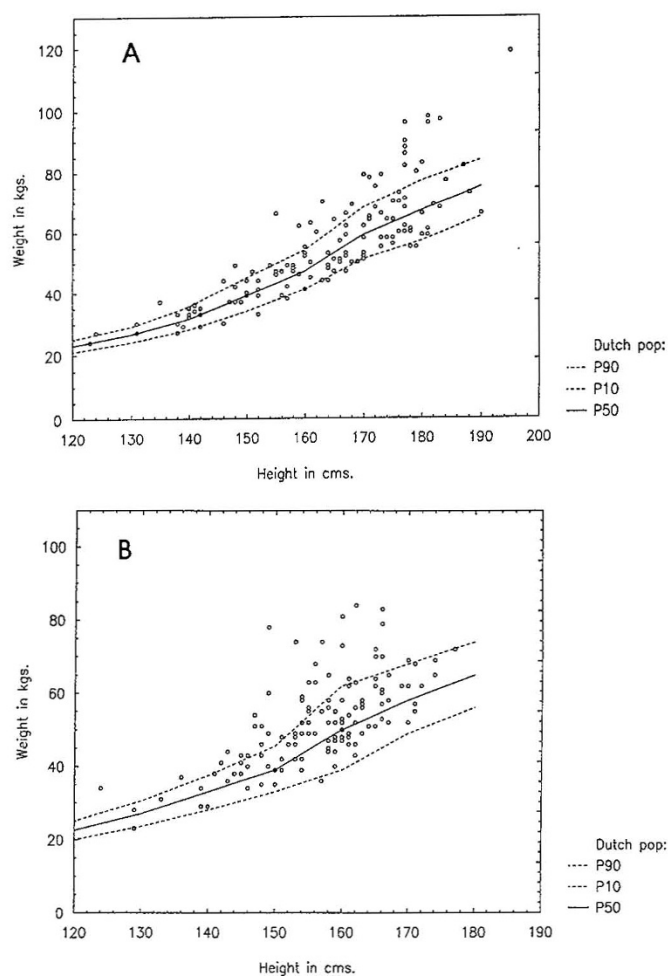 A
120
100
80
60
40
20
0
Weight in kgs.
120 130 140 150 160 170 180 190 200
Height in cms.
Dutch pop:
P90
P10
P50
B
100
80
60
40
20
0
Weight in kgs.
120 130 140 150 160 170 180 190
Height in cms.
Dutch pop:
P90
P10
P50